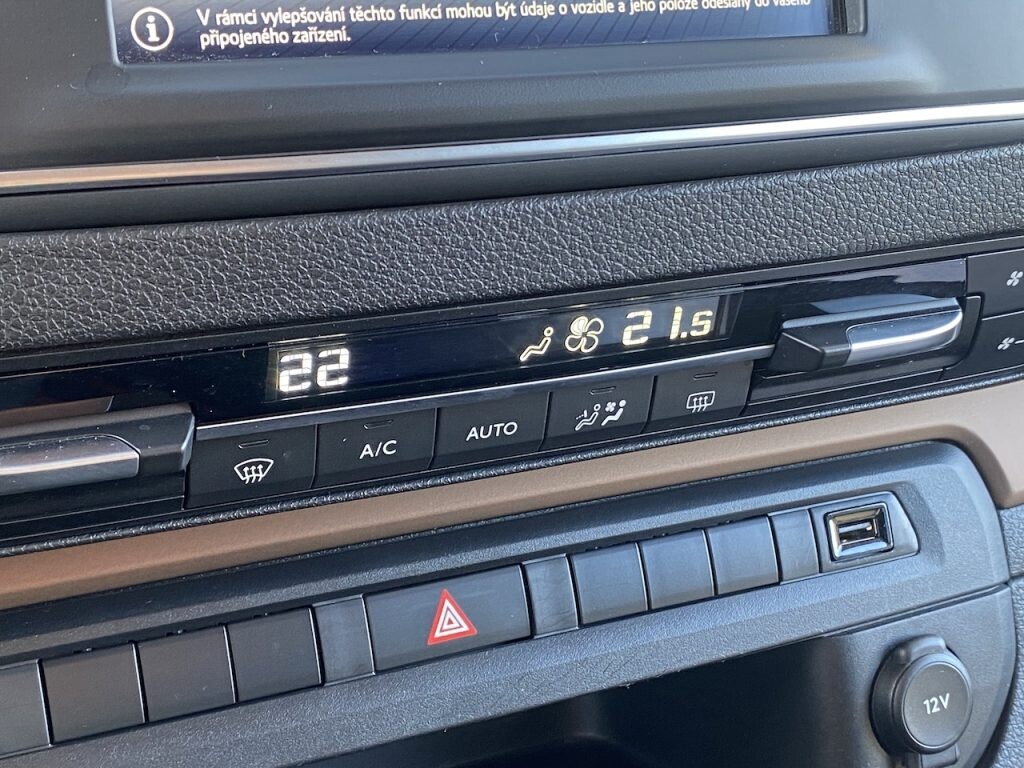 V rámci vylepšování těchto funkcí mohou být údaje o vozidle a jeho poloze odeslány do vašeho
připojeného zařízení.
22
21.5
A/C
AUTO
12V